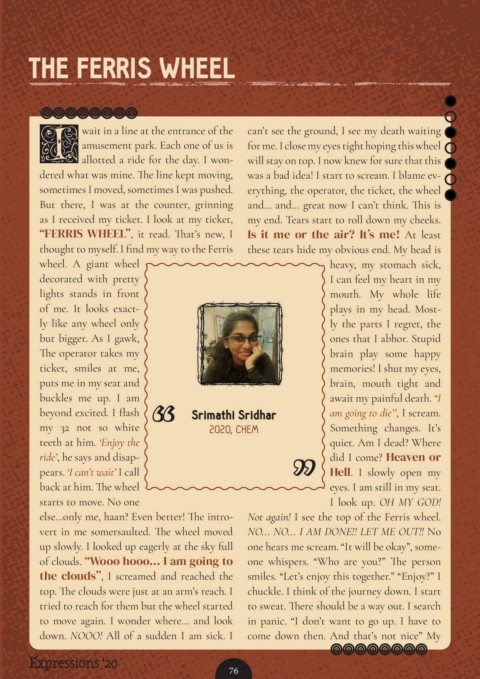 THE FERRIS WHEEL
I wait in a line at the entrance of the
amusement park. Each one of us is
allotted a ride for the day. I won-
dered what was mine. The line kept moving,
sometimes I moved, sometimes I was pushed.
But there, I was at the counter, grinning
as I received my ticket. I look at my ticket,
“FERRIS WHEEL”, it read. That's new, I
thought to myself. I find my way to the Ferris
wheel. A giant wheel
decorated with pretty
lights stands in front
of me. It looks exact-
ly like any wheel only
but bigger. As I gawk,
The operator takes my
ticket, smiles at me,
puts me in my seat and
buckles me up. I am
beyond excited. I flash
my 32 not so white
teeth at him. ‘Enjoy the
ride’, he says and disap-
pears. ‘I can’t wait’ I call
back at him. The wheel
starts to move. No one
else...only me, haan? Even better! The intro-
vert in me somersaulted. The wheel moved
up slowly. I looked up eagerly at the sky full
of clouds. “Wooo hooo... I am going to
the clouds”, I screamed and reached the
top. The clouds were just at an arm's reach. I
tried to reach for them but the wheel started
to move again. I wonder where... and look
down. NOOO! All of a sudden I am sick. I
can’t see the ground, I see my death waiting
for me. I close my eyes tight hoping this wheel
will stay on top. I now knew for sure that this
was a bad idea! I start to scream. I blame ev-
erything, the operator, the ticket, the wheel
and... and... great now I can’t think. This is
my end. Tears start to roll down my cheeks.
Is it me or the air? It’s me! At least
these tears hide my obvious end. My head is
heavy, my stomach sick,
I can feel my heart in my
mouth. My whole life
plays in my head. Most-
ly the parts I regret, the
ones that I abhor. Stupid
brain play some happy
memories! I shut my eyes,
brain, mouth tight and
await my painful death. “I
am going to die”, I scream.
Something changes. It’s
quiet. Am I dead? Where
did I come? Heaven or
Hell. I slowly open my
eyes. I am still in my seat.
I look up. OH MY GOD!
Not again! I see the top of the Ferris wheel.
NO... NO... I AM DONE!! LET ME OUT!! No
one hears me scream. “It will be okay”, some-
one whispers. “Who are you?” The person
smiles. “Let’s enjoy this together.” “Enjoy?” I
chuckle. I think of the journey down. I start
to sweat. There should be a way out. I search
in panic. “I don’t want to go up. I have to
come down then. And that’s not nice” My
Srimathi Sridhar
2020, CHEM
Expressions '20
76